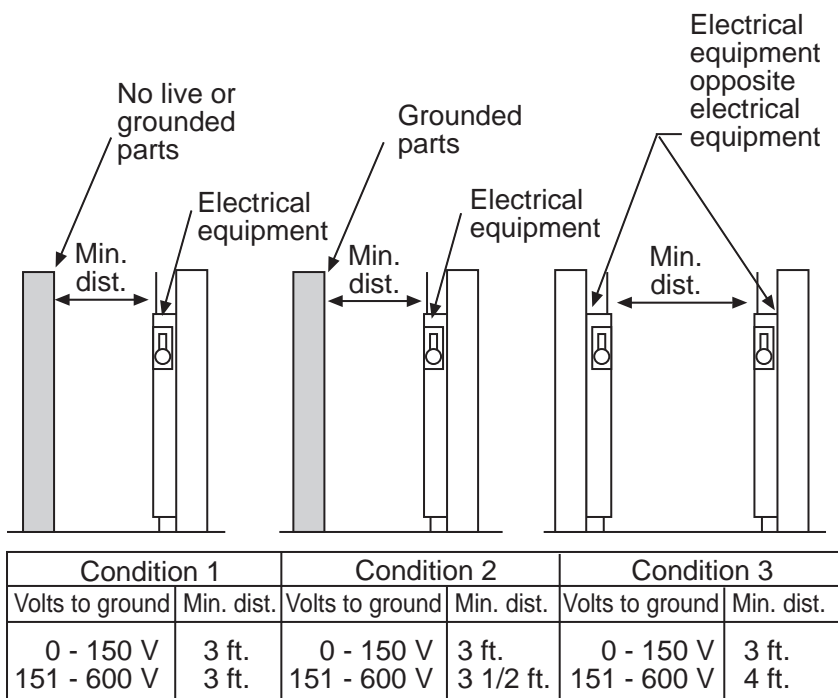 No live or
grounded
parts
Electrical
equipment
Min.
dist.
Grounded
parts
Electrical
equipment
Min.
dist.
Electrical
equipment
opposite
electrical
equipment
Min.
dist.
Condition 1 Condition 2 Condition 3
Volts to ground Min. dist. Volts to ground Min. dist. Volts to ground Min. dist.
0 - 150 V 3 ft. 0 - 150 V 3 ft. 0 - 150 V 3 ft.
151 - 600 V 3 ft. 151 - 600 V 3 1/2 ft. 151 - 600 V 4 ft.